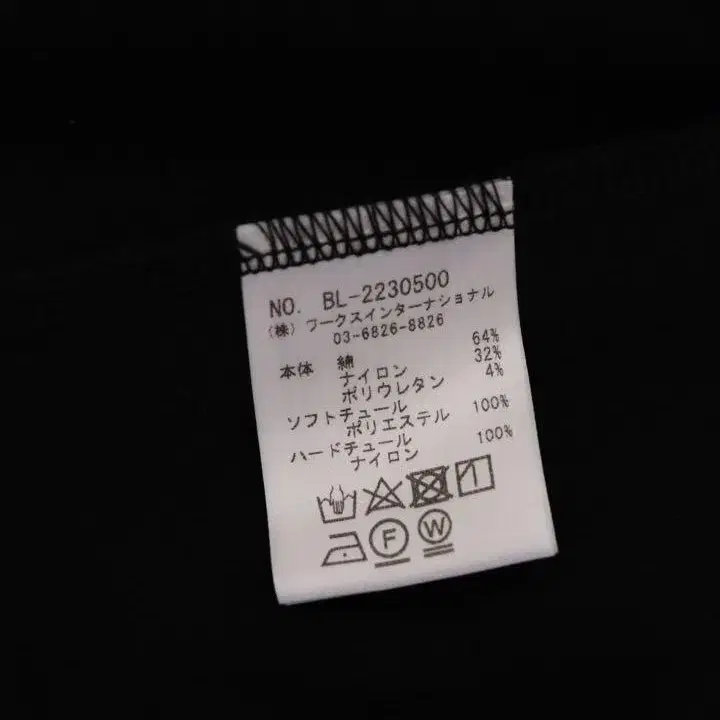 NO. BL-2230500
(株)ワークスインターナショナル
03-6826-8826
本体 綿 64%
ナイロン 32%
ポリウレタン 4%
ソフトチュール
ポリエステル 100%
ハードチュール
ナイロン 100%
F W